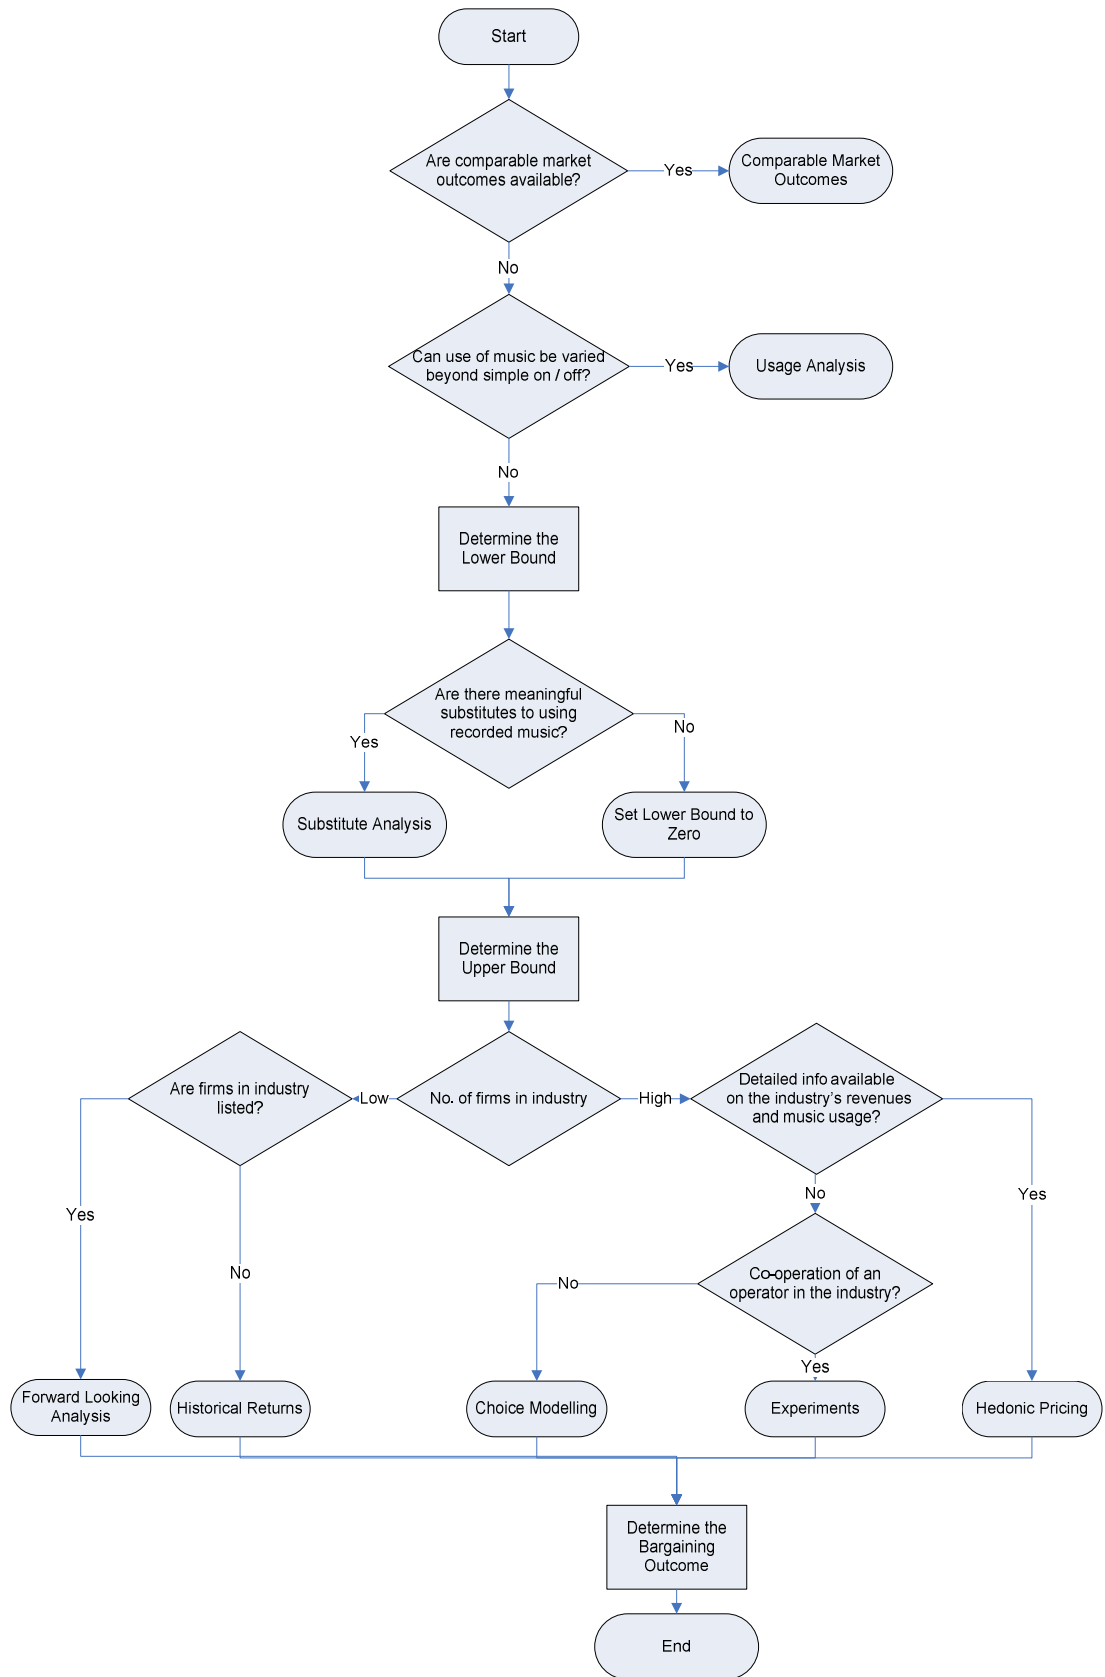 Start
Are comparable market
outcomes available?
Yes
Comparable Market
Outcomes
No
Can use of music be varied
beyond simple on / off?
Yes
Usage Analysis
No
Determine the
Lower Bound
Are there meaningful
substitutes to using
recorded music?
Yes
No
Substitute Analysis
Set Lower Bound to
Zero
Determine the
Upper Bound
Are firms in industry
listed?
Low
No. of firms in industry
High
Detailed info available
on the industry's revenues
and music usage?
Yes
No
No
Yes
Co-operation of an
operator in the industry?
No
Yes
Forward Looking
Analysis
Historical Returns
Choice Modelling
Experiments
Hedonic Pricing
Determine the
Bargaining
Outcome
End